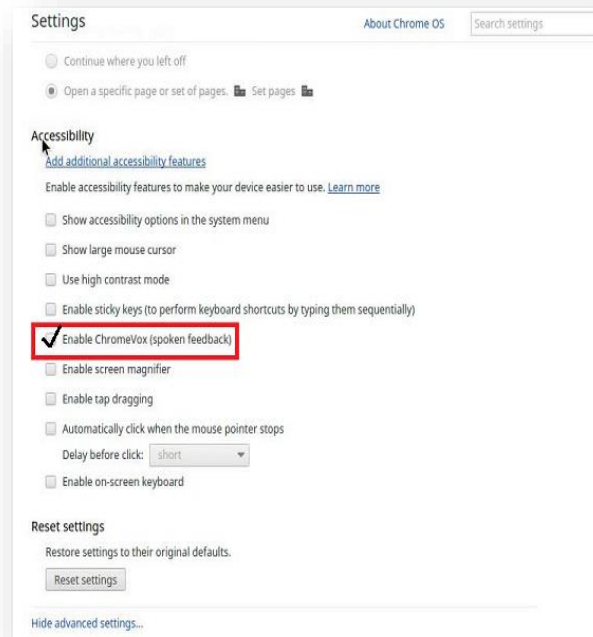 Settings
About Chrome OS
Search settings
Continue where you left off
Open a specific page or set of pages. Set pages
Accessibility
Add additional accessibility features
Enable accessibility features to make your device easier to use. Learn more
Show accessibility options in the system menu
Show large mouse cursor
Use high contrast mode
Enable sticky keys (to perform keyboard shortcuts by typing them sequentially)
Enable ChromeVox (spoken feedback)
Enable screen magnifier
Enable tap dragging
Automatically click when the mouse pointer stops
Delay before click: short
Enable on-screen keyboard
Reset settings
Restore settings to their original defaults.
Reset settings
Hide advanced settings...